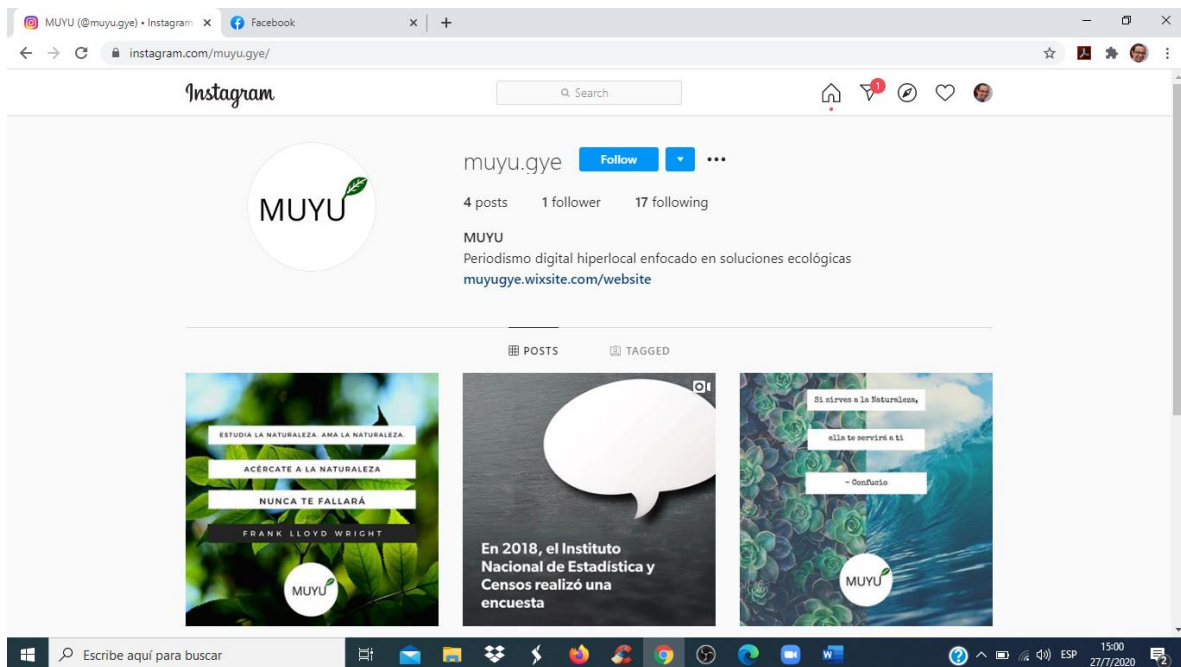 MUYU (@muyu.gye) • Instagram
Facebook
instagram.com/muyu.gye/
Instagram
Search
1
muyu.gye
Follow
4 posts 1 follower 17 following
MUYU
Periodismo digital hiperlocal enfocado en soluciones ecológicas
muyugye.wixsite.com/website
POSTS TAGGED
MUYU
ESTUDIA LA NATURALEZA. AMA LA NATURALEZA.
ACÉRCATE A LA NATURALEZA
NUNCA TE FALLARÁ
FRANK LLOYD WRIGHT
MUYU
En 2018, el Instituto
Nacional de Estadística y
Censos realizó una
encuesta
Si sirves a la Naturaleza,
ella te servirá a ti
- Confucio
MUYU
Escribe aquí para buscar
W
ESP
15:00
27/7/2020
2